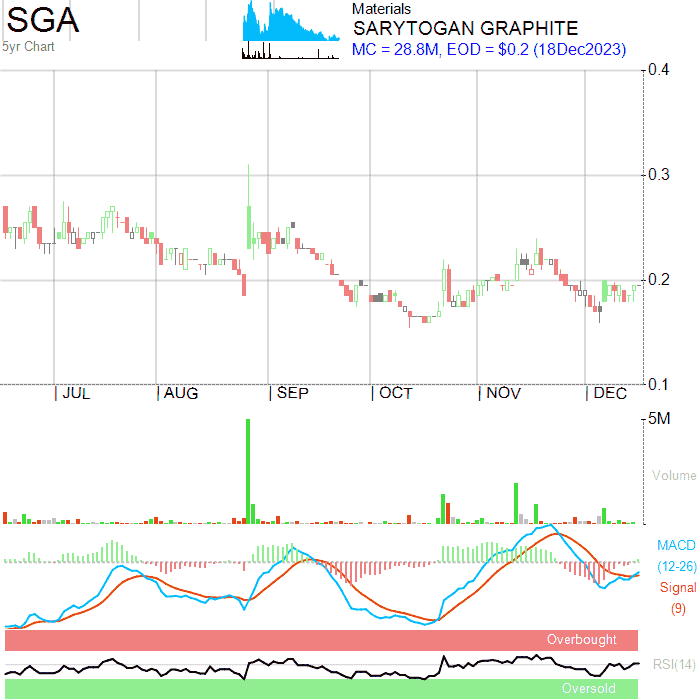 SGA
5yr Chart
Materials
SARYTOGAN GRAPHITE
MC = 28.8M, EOD = $0.2 (18Dec2023)
0.4
0.3
0.2
0.1
JUL AUG SEP OCT NOV DEC
5M
Volume
MACD
(12-26)
Signal
(9)
Overbought
RSI(14)
Oversold